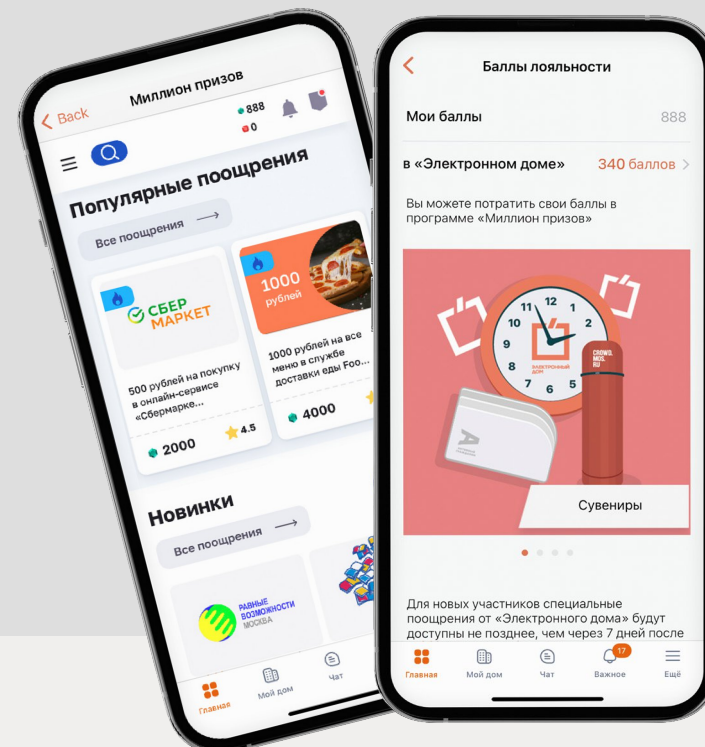 Back
Миллион призов
888
0
Популярные поощрения
Все поощрения
СБЕР
МАРКЕТ
500 рублей на покупку
в онлайн-сервисе
«Сбермарке...
2000
4.5
1000
рублей
1000 рублей на все
меню в службе
доставки еды Foo...
4000
Новинки
Все поощрения
РАВНЫЕ
ВОЗМОЖНОСТИ
МОСКВА
Главная
Мой дом
Чат
Баллы лояльности
Мои баллы
888
в «Электронном доме»
340 баллов
Вы можете потратить свои баллы в
программе «Миллион призов»
12
1
2
5
6
7
8
9
10
11
ЭЛЕКТРОННЫЙ
ДОМ
CROWD.
MOS.
RU
Сувениры
Для новых участников специальные
поощрения от «Электронного дома» будут
доступны не позднее, чем через 7 дней после
17
Главная
Мой дом
Чат
Важное
Ещё